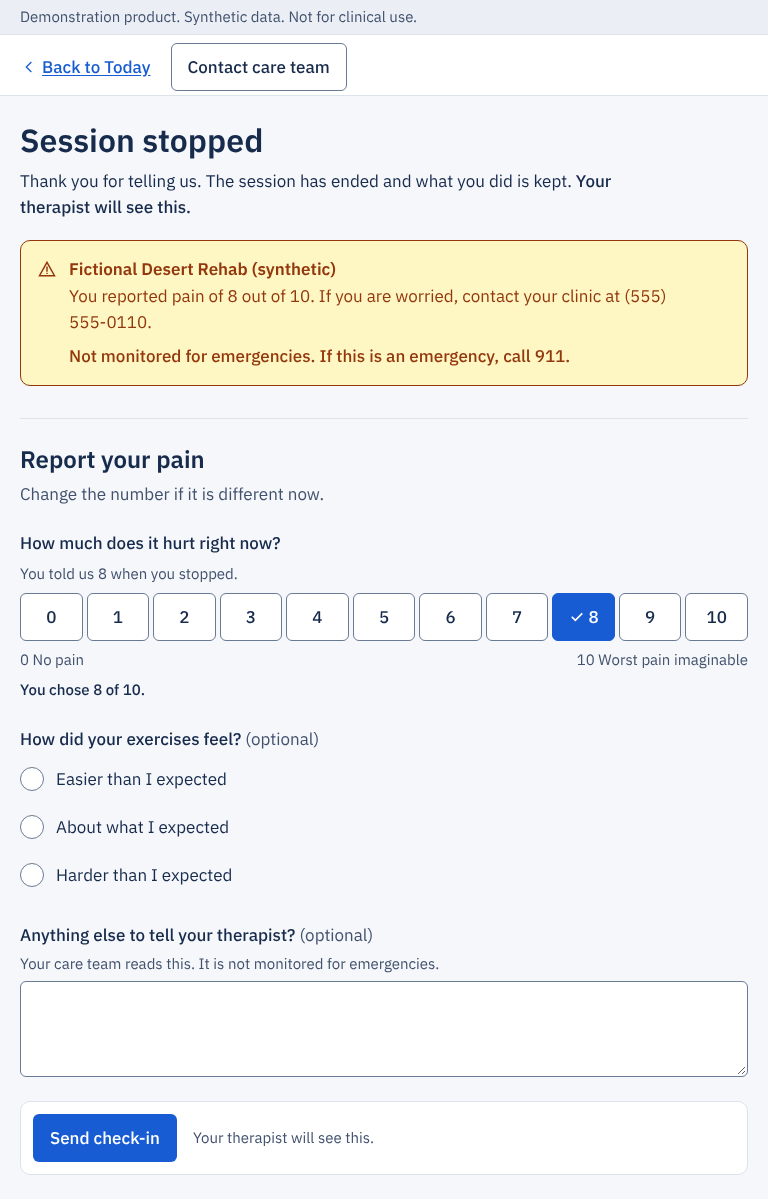 Demonstration product. Synthetic data. Not for clinical use.
Back to Today
Contact care team
Session stopped
Thank you for telling us. The session has ended and what you did is kept. Your
therapist will see this.
Fictional Desert Rehab (synthetic)
You reported pain of 8 out of 10. If you are worried, contact your clinic at (555)
555-0110.
Not monitored for emergencies. If this is an emergency, call 911.
Report your pain
Change the number if it is different now.
How much does it hurt right now?
You told us 8 when you stopped.
0 1 2 3 4 5 6 7 8 9 10
0 No pain
10 Worst pain imaginable
You chose 8 of 10.
How did your exercises feel? (optional)
Easier than I expected
About what I expected
Harder than I expected
Anything else to tell your therapist? (optional)
Your care team reads this. It is not monitored for emergencies.
Send check-in
Your therapist will see this.